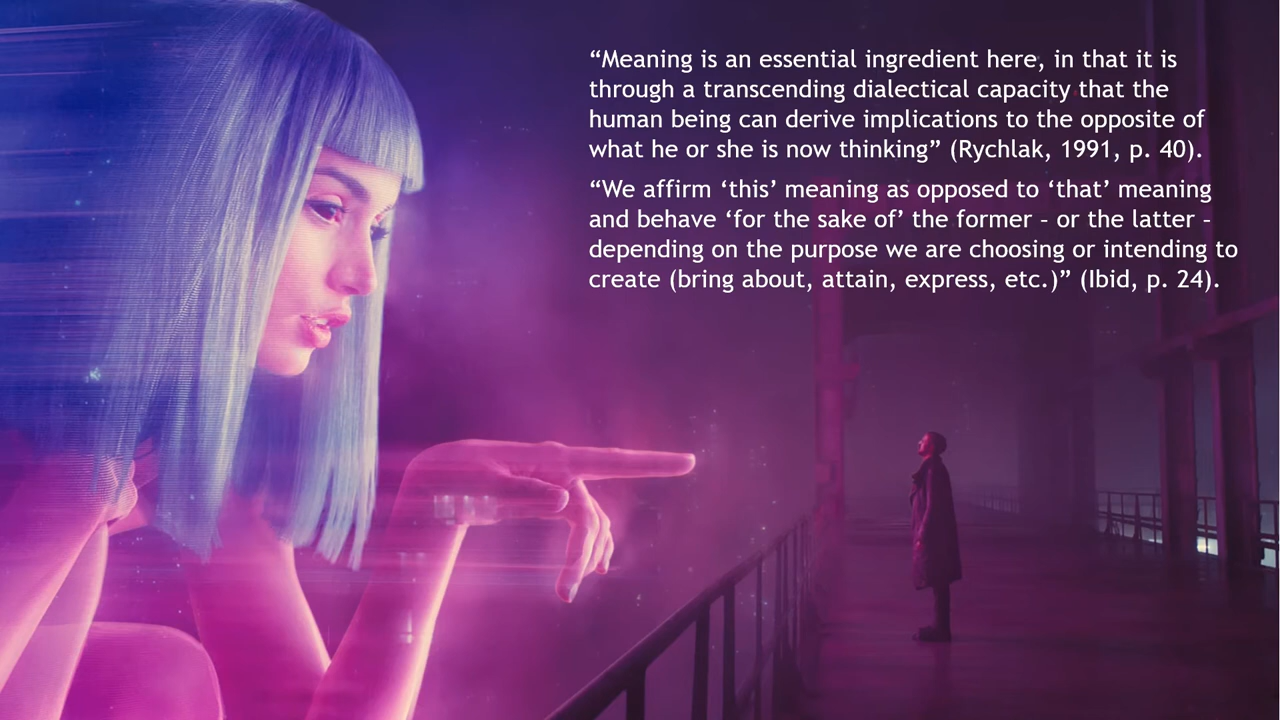 “Meaning is an essential ingredient here, in that it is
through a transcending dialectical capacity that the
human being can derive implications to the opposite of
what he or she is now thinking” (Rychlak, 1991, p. 40).
“We affirm ‘this’ meaning as opposed to ‘that’ meaning
and behave ‘for the sake of’ the former – or the latter –
depending on the purpose we are choosing or intending to
create (bring about, attain, express, etc.)” (Ibid, p. 24).